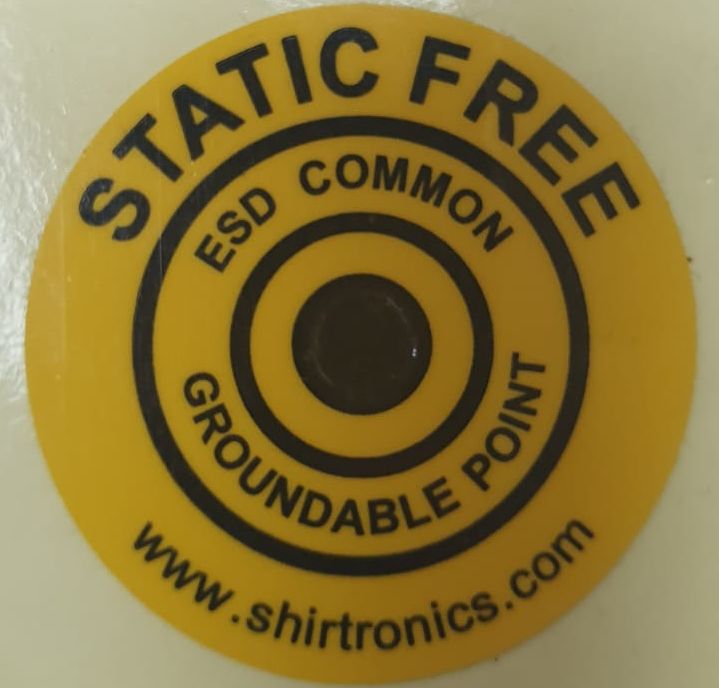 STATIC FREE
ESD COMMON
GROUNDABLE POINT
www.shirtronics.com